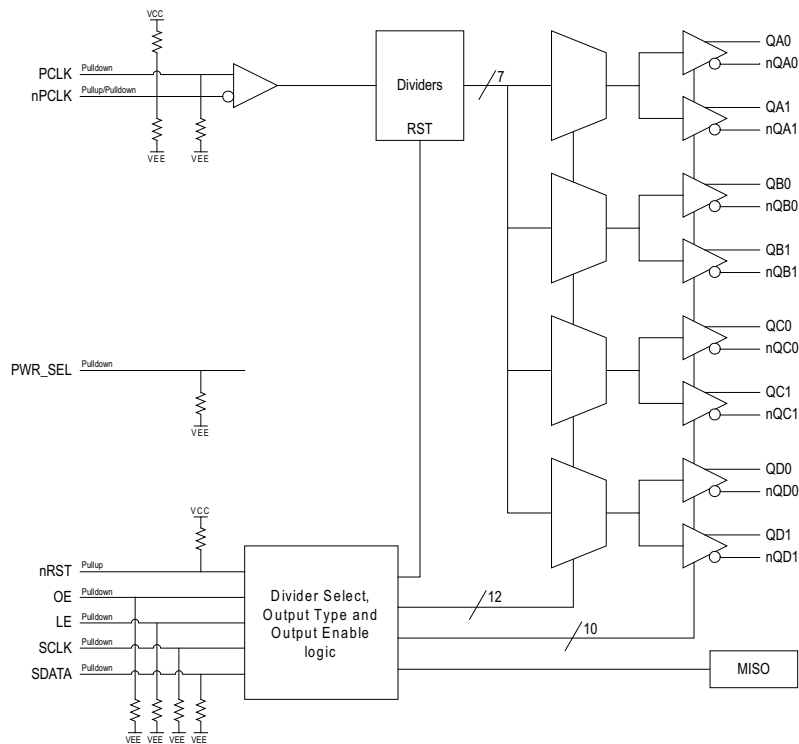 VCC
PCLK Pulldown
nPCLK Pullup/Pulldown
VEE VEE
Dividers
RST
7
QA0
nQA0
QA1
nQA1
QB0
nQB0
QB1
nQB1
QC0
nQC0
QC1
nQC1
QD0
nQD0
QD1
nQD1
PWR_SEL Pulldown
VEE
VCC
nRST Pullup
OE Pulldown
LE Pulldown
SCLK Pulldown
SDATA Pulldown
VEE VEE VEE VEE
Divider Select,
Output Type and
Output Enable
logic
12
10
MISO